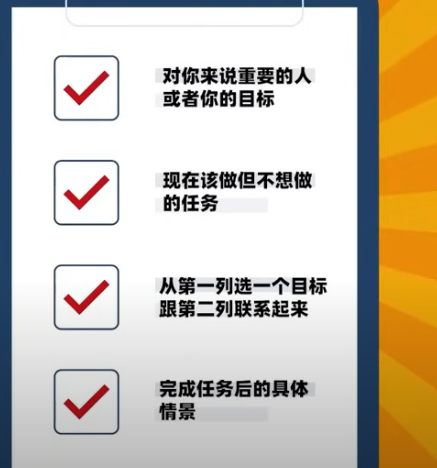 对你来说重要的人
或者你的目标
现在该做但不想做
的任务
从第一列选一个目标
跟第二列联系起来
完成任务后的具体
情景